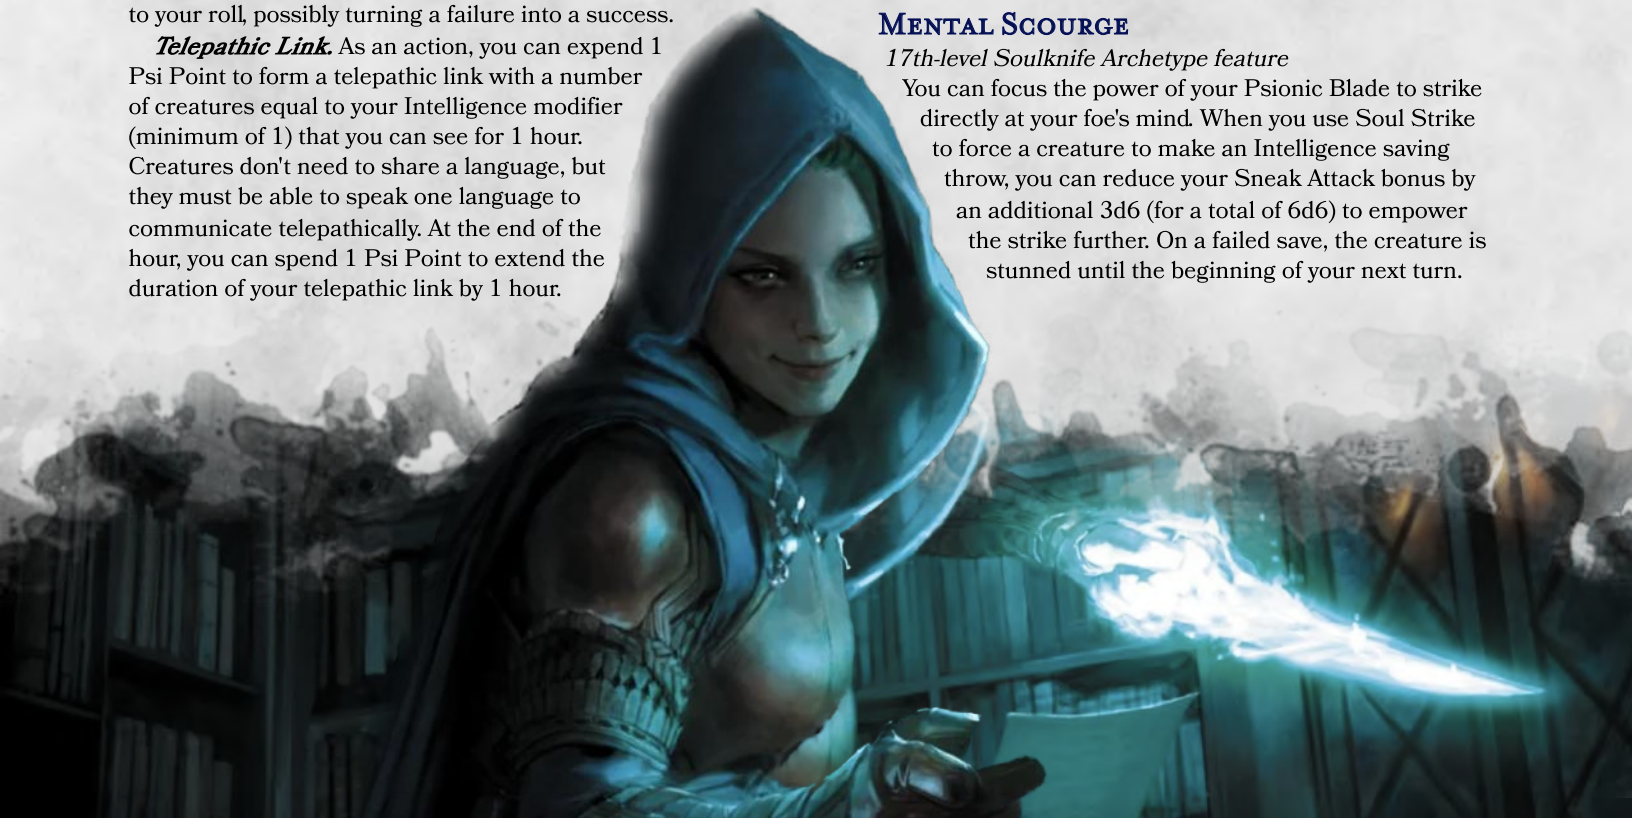 to your roll, possibly turning a failure into a success.
Telepathic Link. As an action, you can expend 1
Psi Point to form a telepathic link with a number
of creatures equal to your Intelligence modifier
(minimum of 1) that you can see for 1 hour.
Creatures don't need to share a language, but
they must be able to speak one language to
communicate telepathically. At the end of the
hour, you can spend 1 Psi Point to extend the
duration of your telepathic link by 1 hour.
Mental Scourge
17th-level Soulknife Archetype feature
You can focus the power of your Psionic Blade to strike
directly at your foe's mind. When you use Soul Strike
to force a creature to make an Intelligence saving
throw, you can reduce your Sneak Attack bonus by
an additional 3d6 (for a total of 6d6) to empower
the strike further. On a failed save, the creature is
stunned until the beginning of your next turn.